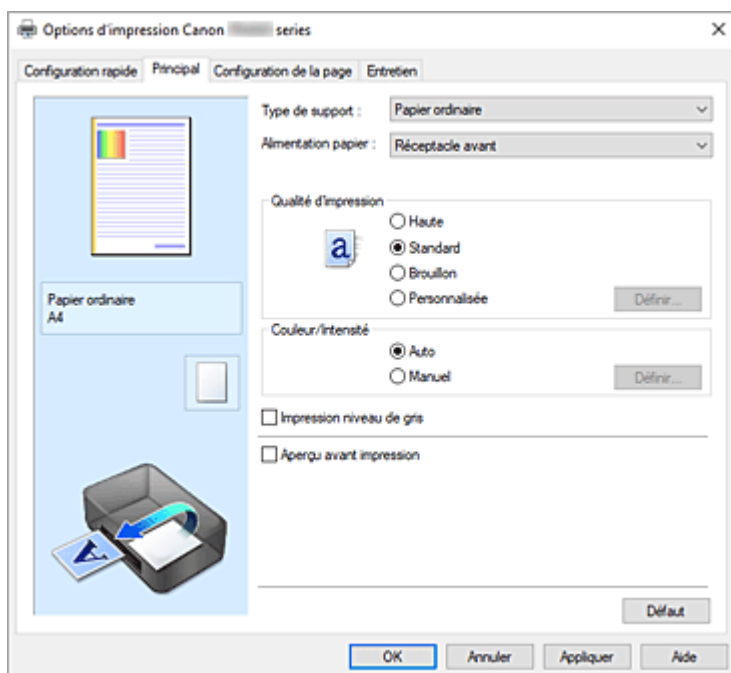 Options d'impression Canon series
Configuration rapide Principal Configuration de la page Entretien
Type de support : Papier ordinaire
Alimentation papier : Réceptacle avant
Qualité d'impression
a
Haute
Standard
Brouillon
Personnalisée Définir...
Papier ordinaire
A4
Couleur/Intensité
Auto
Manuel Définir...
Impression niveau de gris
Aperçu avant impression
A
Défaut
OK Annuler Appliquer Aide